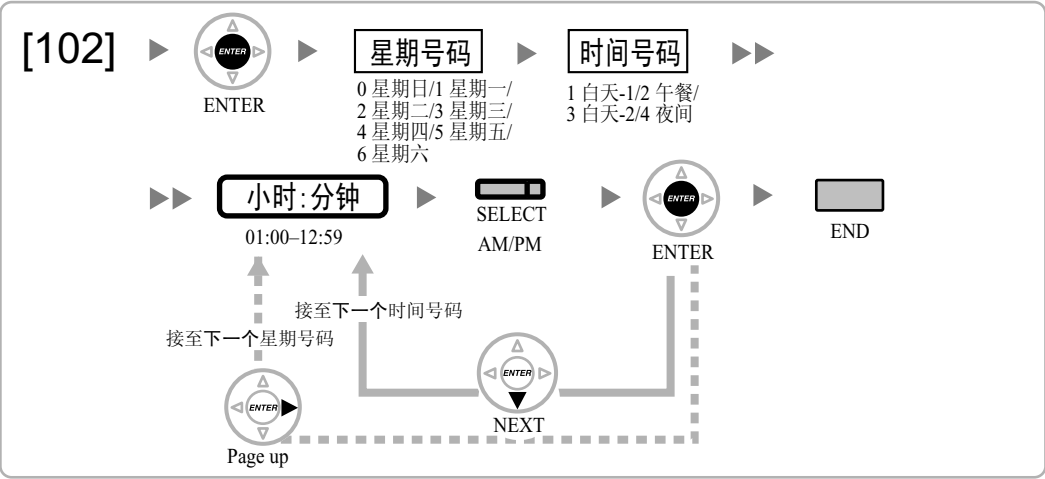 [102]
ENTER
ENTER
星期号码
0 星期日/1 星期一/
2 星期二/3 星期三/
4 星期四/5 星期五/
6 星期六
时间号码
1 白天-1/2 午餐/
3 白天-2/4 夜间
小时:分钟
01:00–12:59
SELECT
AM/PM
ENTER
ENTER
END
接至下一个时间号码
接至下一个星期号码
ENTER
NEXT
ENTER
Page up